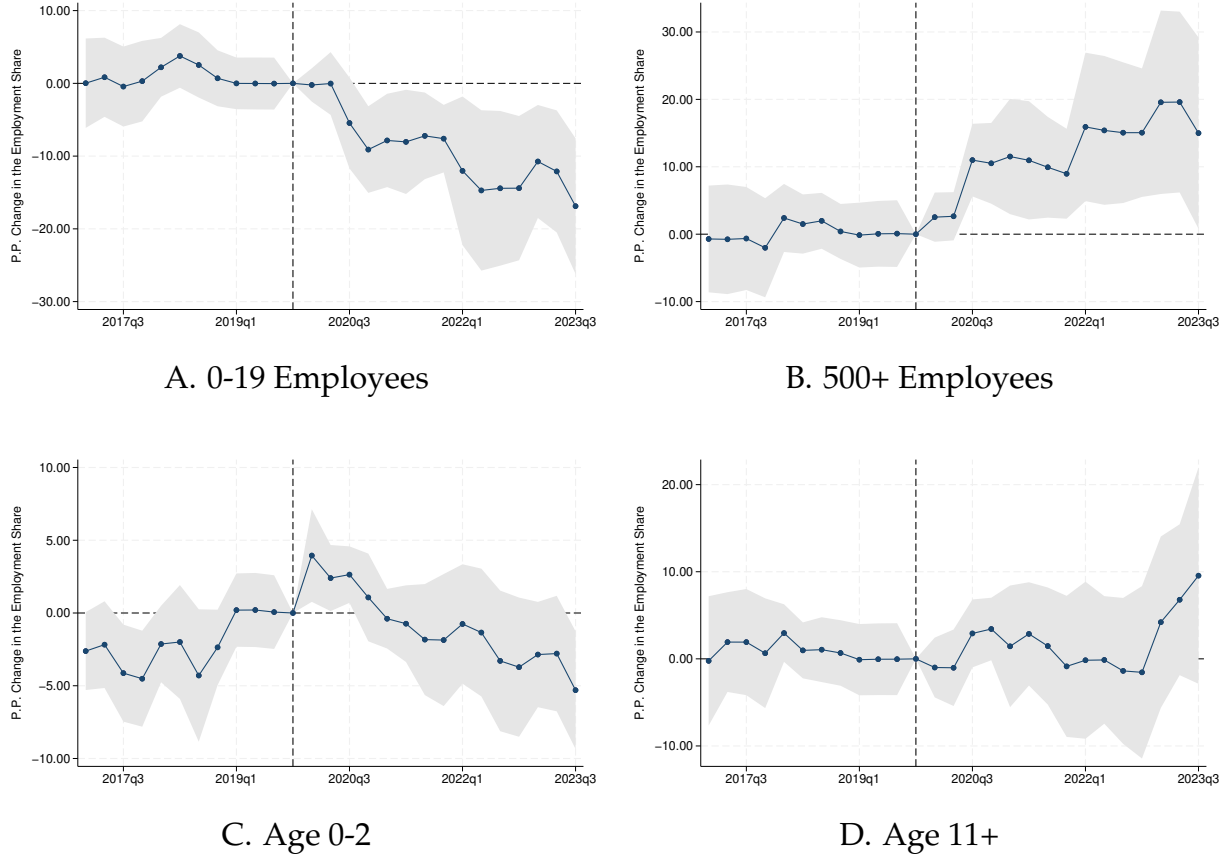 P.P. Change in the Employment Share
10.00
0.00
−10.00
−20.00
−30.00
2017q3 2019q1 2020q3 2022q1 2023q3
A. 0-19 Employees
P.P. Change in the Employment Share
30.00
20.00
10.00
0.00
−10.00
2017q3 2019q1 2020q3 2022q1 2023q3
B. 500+ Employees
P.P. Change in the Employment Share
10.00
5.00
0.00
−5.00
−10.00
2017q3 2019q1 2020q3 2022q1 2023q3
C. Age 0-2
P.P. Change in the Employment Share
20.00
10.00
0.00
−10.00
2017q3 2019q1 2020q3 2022q1 2023q3
D. Age 11+